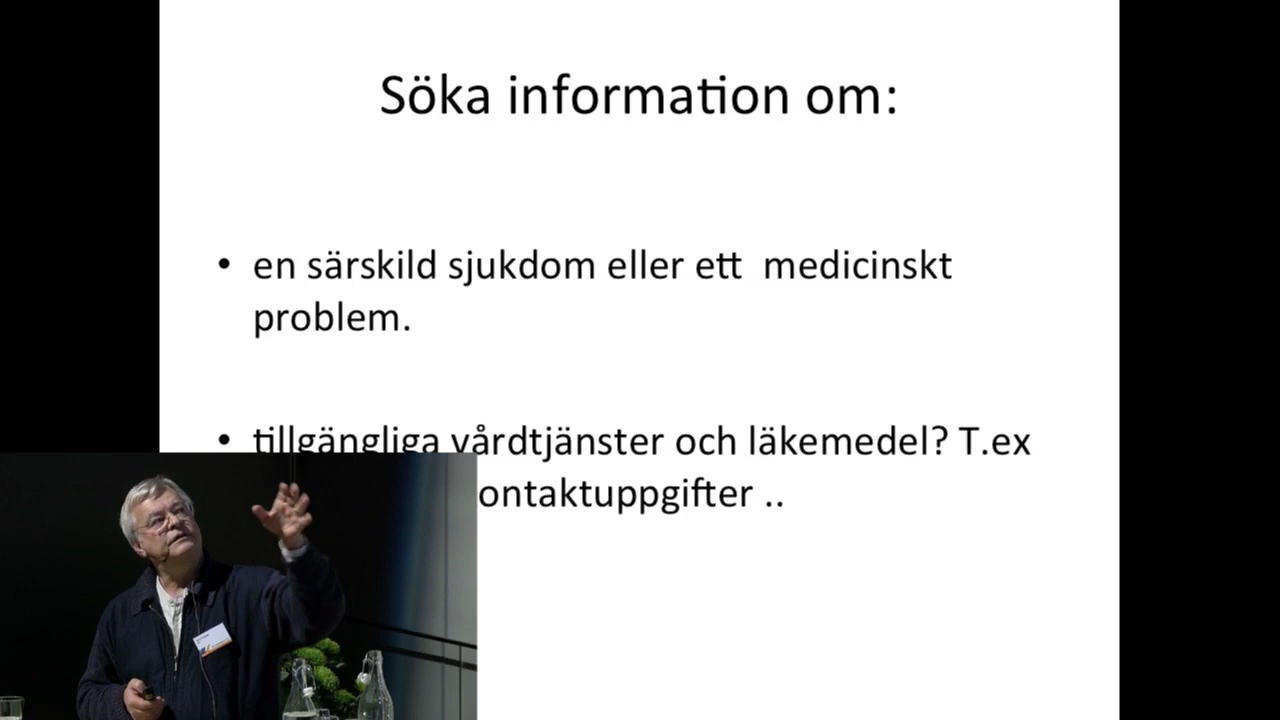 Söka information om:
• en särskild sjukdom eller ett medicinskt
problem.
• tillgängliga vårdtjänster och läkemedel? T.ex
ontaktuppgifter ..